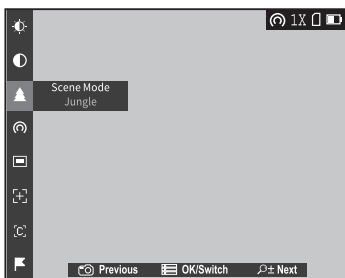 1X
Scene Mode
Jungle
[C]
Previous OK/Switch ± Next